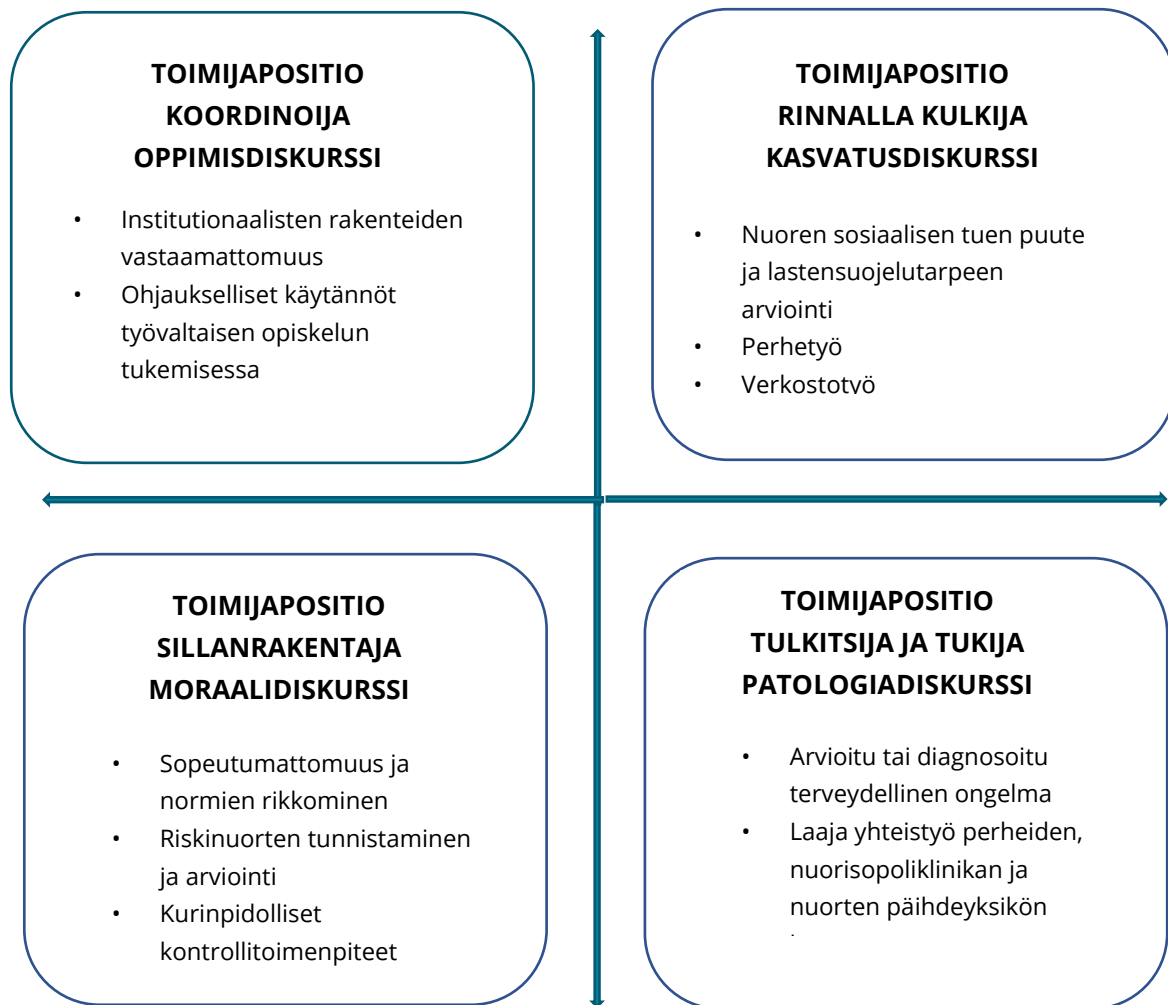 TOIMIJAPOSITIO
KOORDINOIJA
OPPIMISDISKURSSI
• Institutionaalisten rakenteiden
vastaamattomuus
• Ohjaukselliset käytännöt
työvaltaisen opiskelun
tukemisessa
TOIMIJAPOSITIO
RINNALLA KULKIJA
KASVATUSDISKURSSI
• Nuoren sosiaalisen tuen puute
ja lastensuojelutarpeen
arviointi
• Perhetyö
• Verkostotyö
TOIMIJAPOSITIO
SILLANRAKENTAJA
MORAALIDISKURSSI
• Sopeutumattomuus ja
normien rikkominen
• Riskinuorten tunnistaminen
ja arviointi
• Kurinpidolliset
kontrollitoimenpiteet
TOIMIJAPOSITIO
TULKITSIJA JA TUKIJA
PATOLOGIADISKURSSI
• Arvioitu tai diagnosoitu
terveydellinen ongelma
• Laaja yhteistyö perheiden,
nuorisopoliklinikan ja
nuorten päihdeyksikön